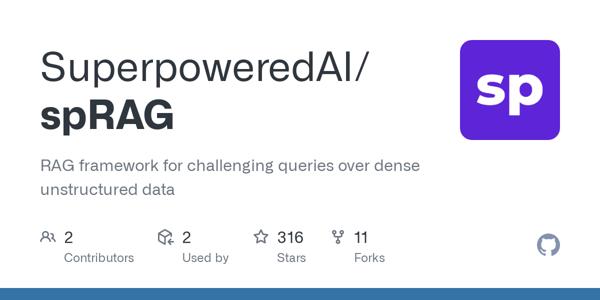 SuperpoweredAI/
spRAG
sp
RAG framework for challenging queries over dense
unstructured data
2 2 316 11
Contributors Used by Stars Forks